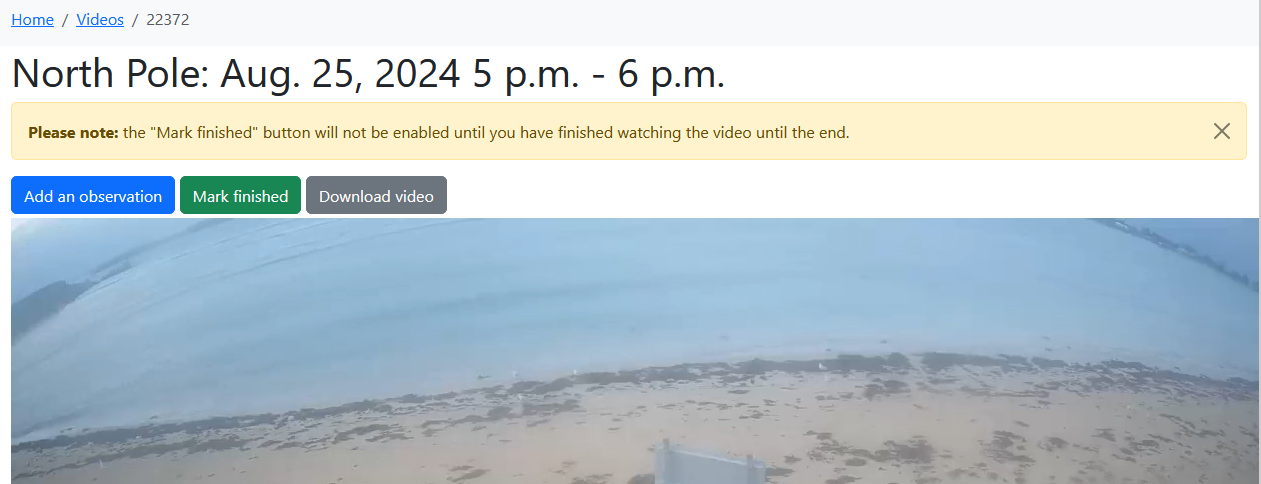 Home / Videos / 22372
North Pole: Aug. 25, 2024 5 p.m. - 6 p.m.
Please note: the "Mark finished" button will not be enabled until you have finished watching the video until the end.
Add an observation Mark finished Download video